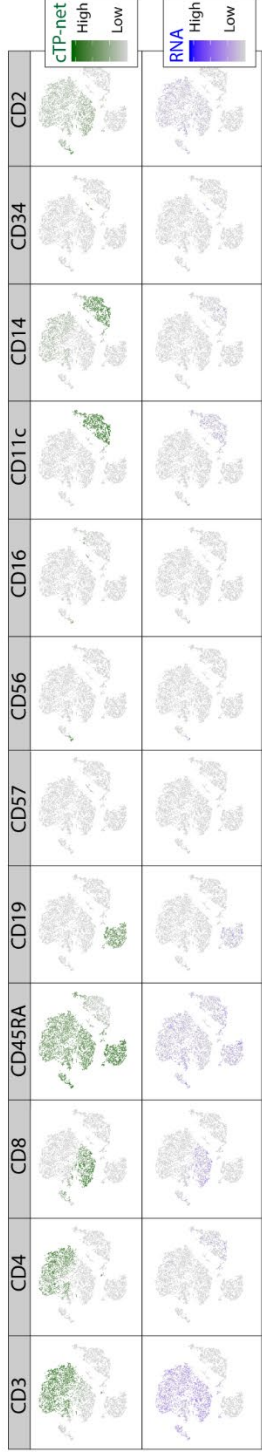 CD3
CD4
CD8
CD45RA
CD19
CD57
CD56
CD16
CD11c
CD14
CD34
CD2
cTP-net
High
Low
RNA
High
Low